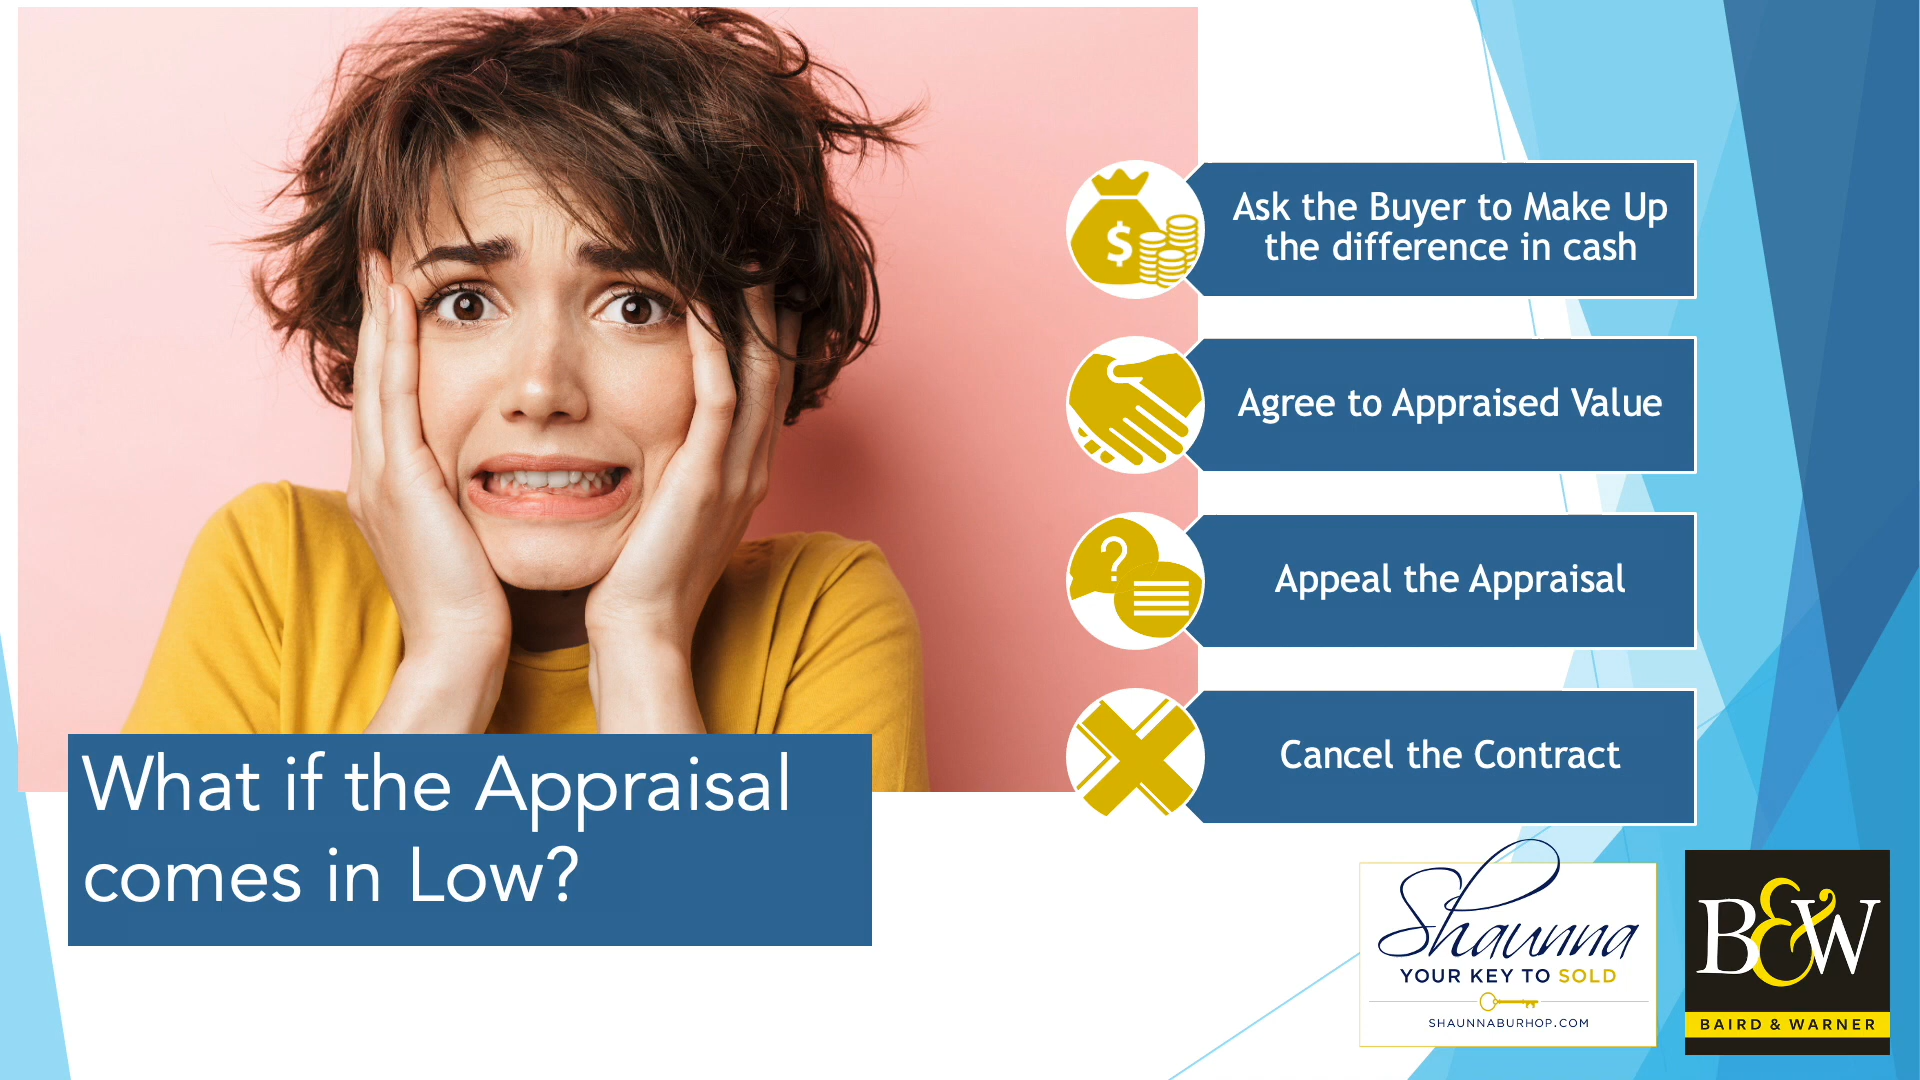 What if the Appraisal
comes in Low?
$
Ask the Buyer to Make Up
the difference in cash
Agree to Appraised Value
?
Appeal the Appraisal
Cancel the Contract
Shaunna
YOUR KEY TO SOLD
SHAUNNABURHOP.COM
B&W
BAIRD & WARNER